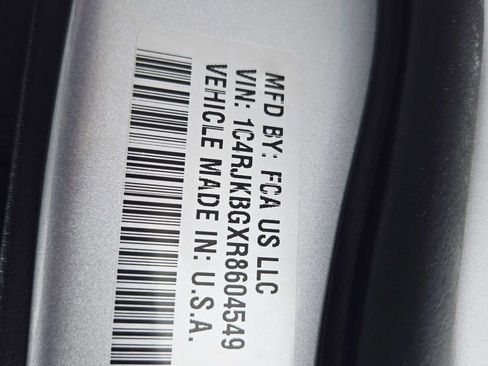 MFD BY: FCA US LLC
VIN: 1C4RJKBGXR8604549
VEHICLE MADE IN: U.S.A.